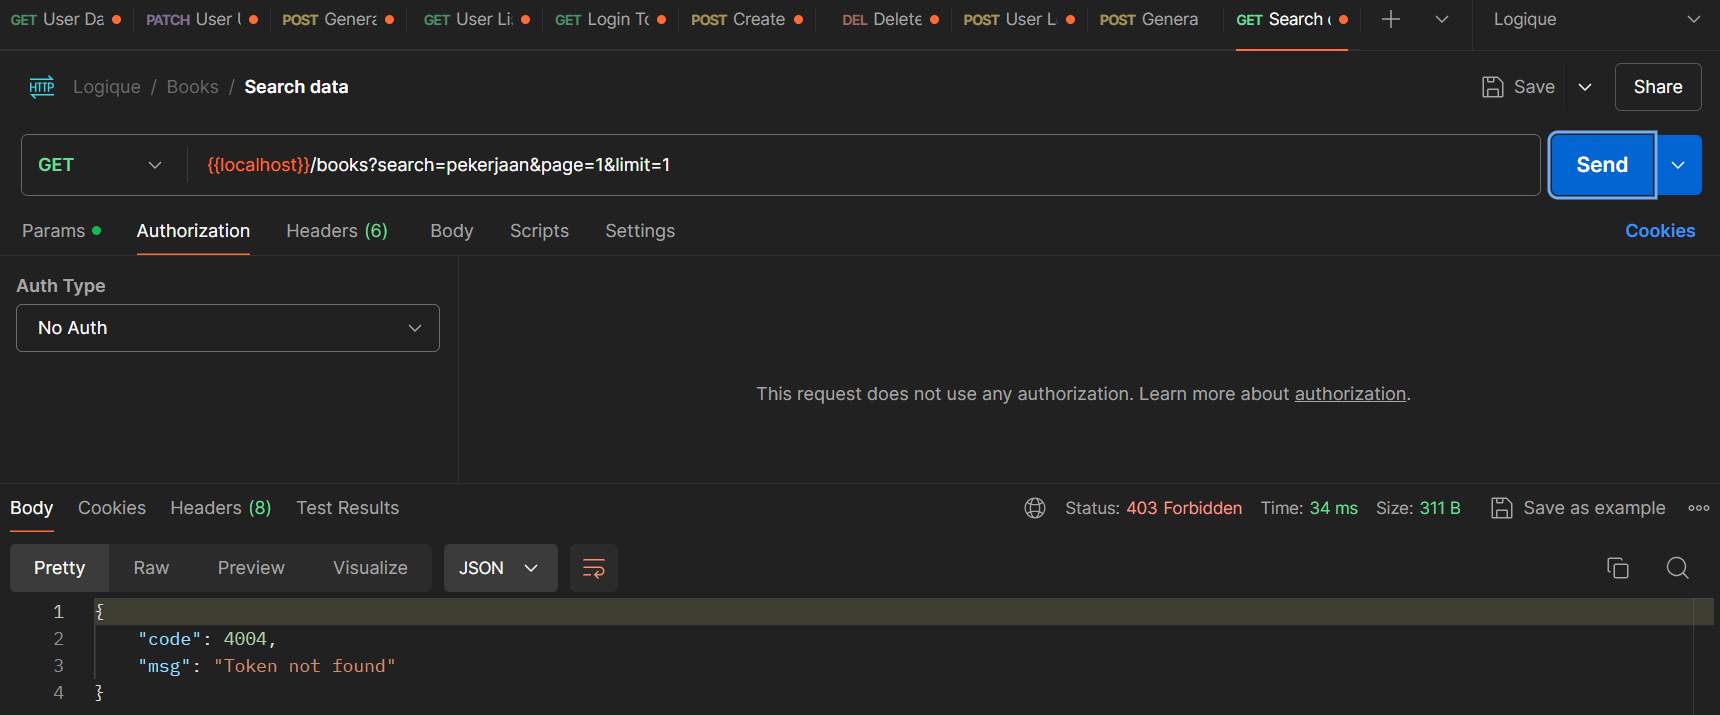 GET User Da PATCH User U POST Genera GET User Li GET Login To POST Create DEL Delete POST User L POST Genera GET Search Logique
HTTP Logique / Books / Search data Save Share
GET {{localhost}}/books?search=pekerjaan&page=1&limit=1 Send
Params Authorization Headers (6) Body Scripts Settings Cookies
Auth Type
No Auth
This request does not use any authorization. Learn more about authorization.
Body Cookies Headers (8) Test Results Status: 403 Forbidden Time: 34 ms Size: 311 B Save as example
Pretty Raw Preview Visualize JSON
1 {
2 "code": 4004,
3 "msg": "Token not found"
4 }